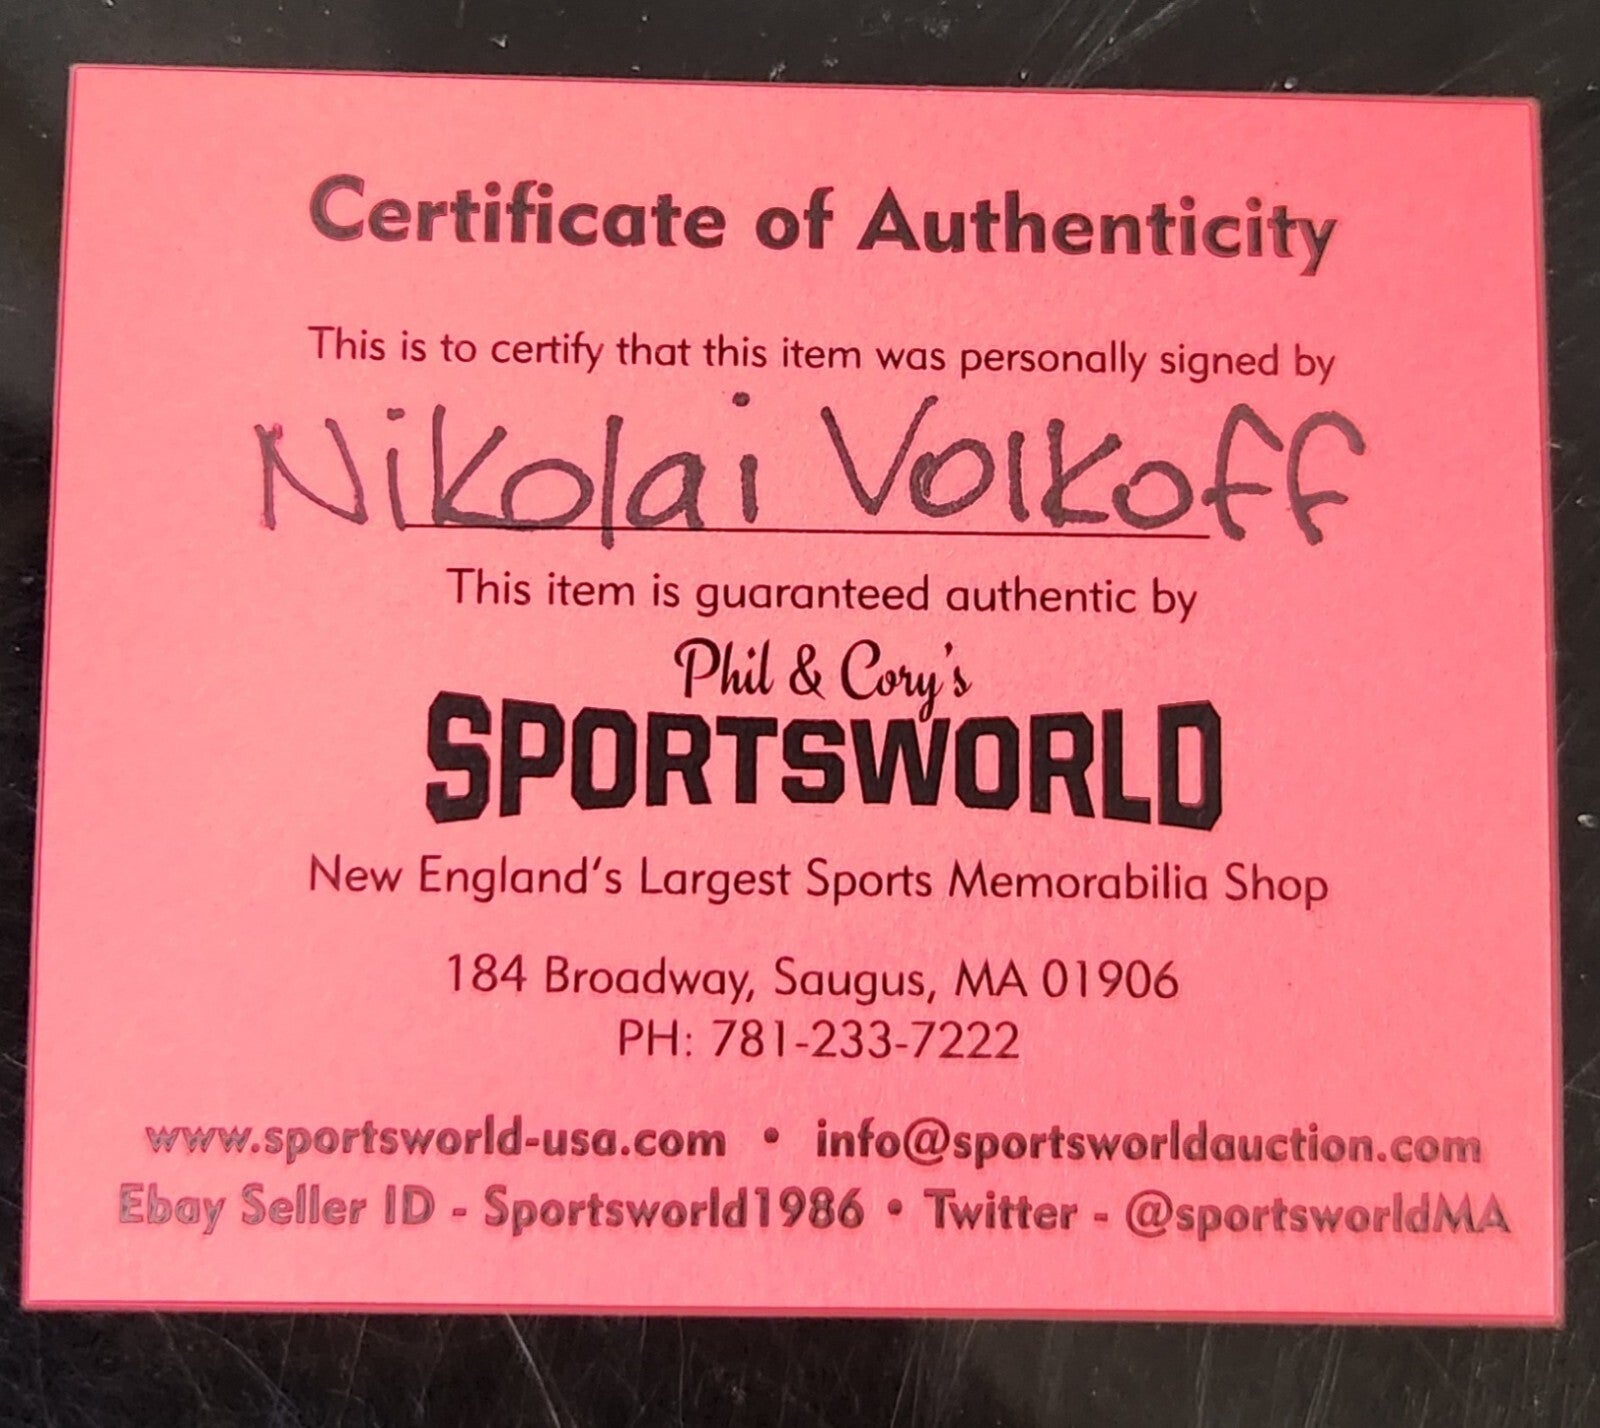 Certificate of Authenticity
This is to certify that this item was personally signed by
Nikolai Volkoff
This item is guaranteed authentic by
Phil & Cory's
SPORTSWORLD
New England's Largest Sports Memorabilia Shop
184 Broadway, Saugus, MA 01906
PH: 781-233-7222
www.sportsworld-usa.com • info@sportsworldauction.com
Ebay Seller ID - Sportsworld1986 • Twitter - @sportsworldMA